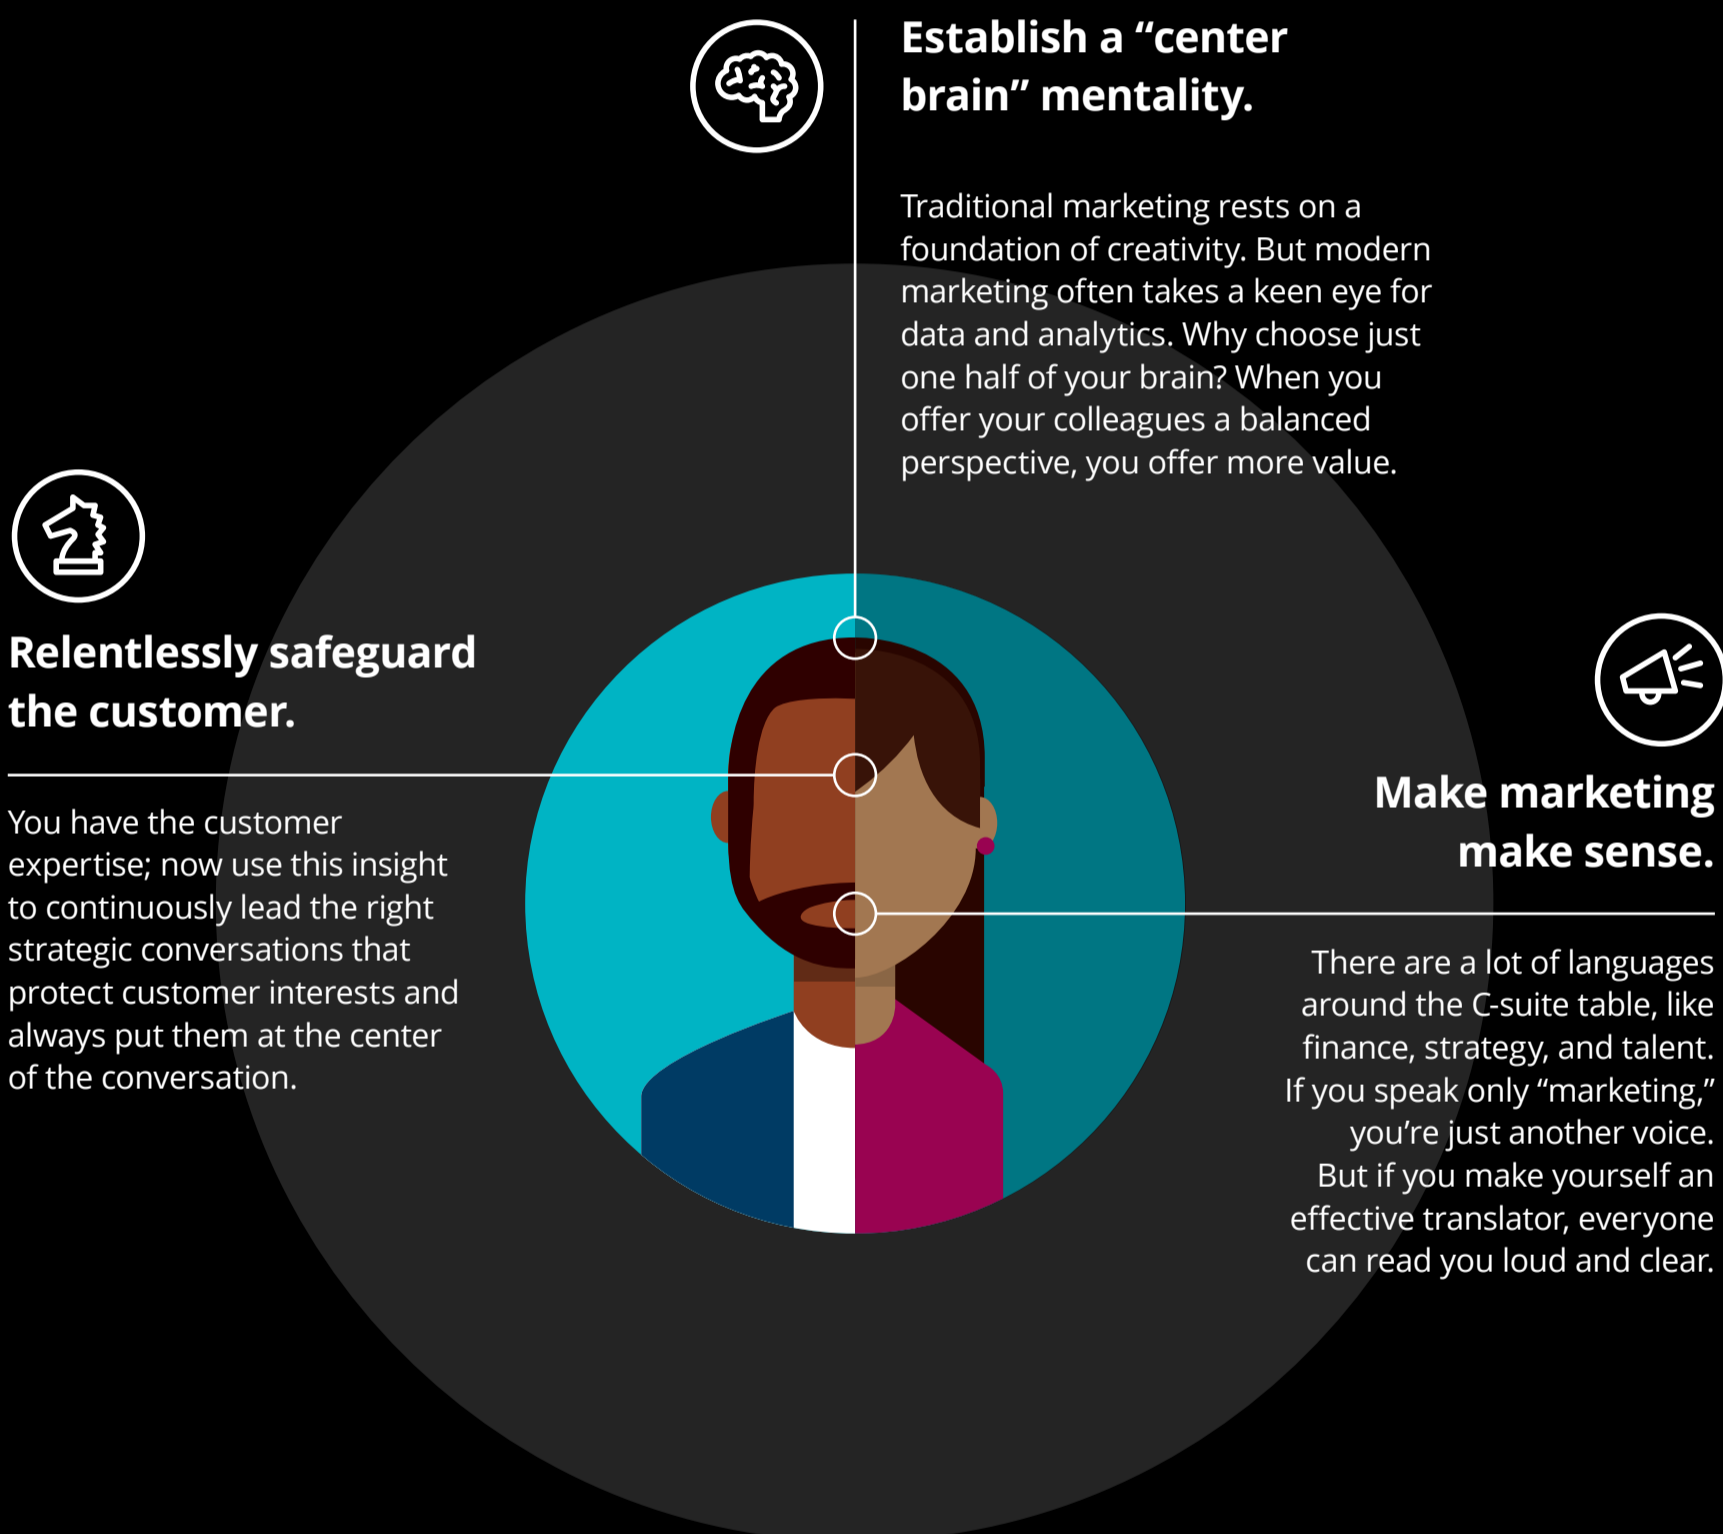 Establish a “center
brain” mentality.
Traditional marketing rests on a
foundation of creativity. But modern
marketing often takes a keen eye for
data and analytics. Why choose just
one half of your brain? When you
offer your colleagues a balanced
perspective, you offer more value.
Relentlessly safeguard
the customer.
You have the customer
expertise; now use this insight
to continuously lead the right
strategic conversations that
protect customer interests and
always put them at the center
of the conversation.
Make marketing
make sense.
There are a lot of languages
around the C-suite table, like
finance, strategy, and talent.
If you speak only “marketing,”
you’re just another voice.
But if you make yourself an
effective translator, everyone
can read you loud and clear.